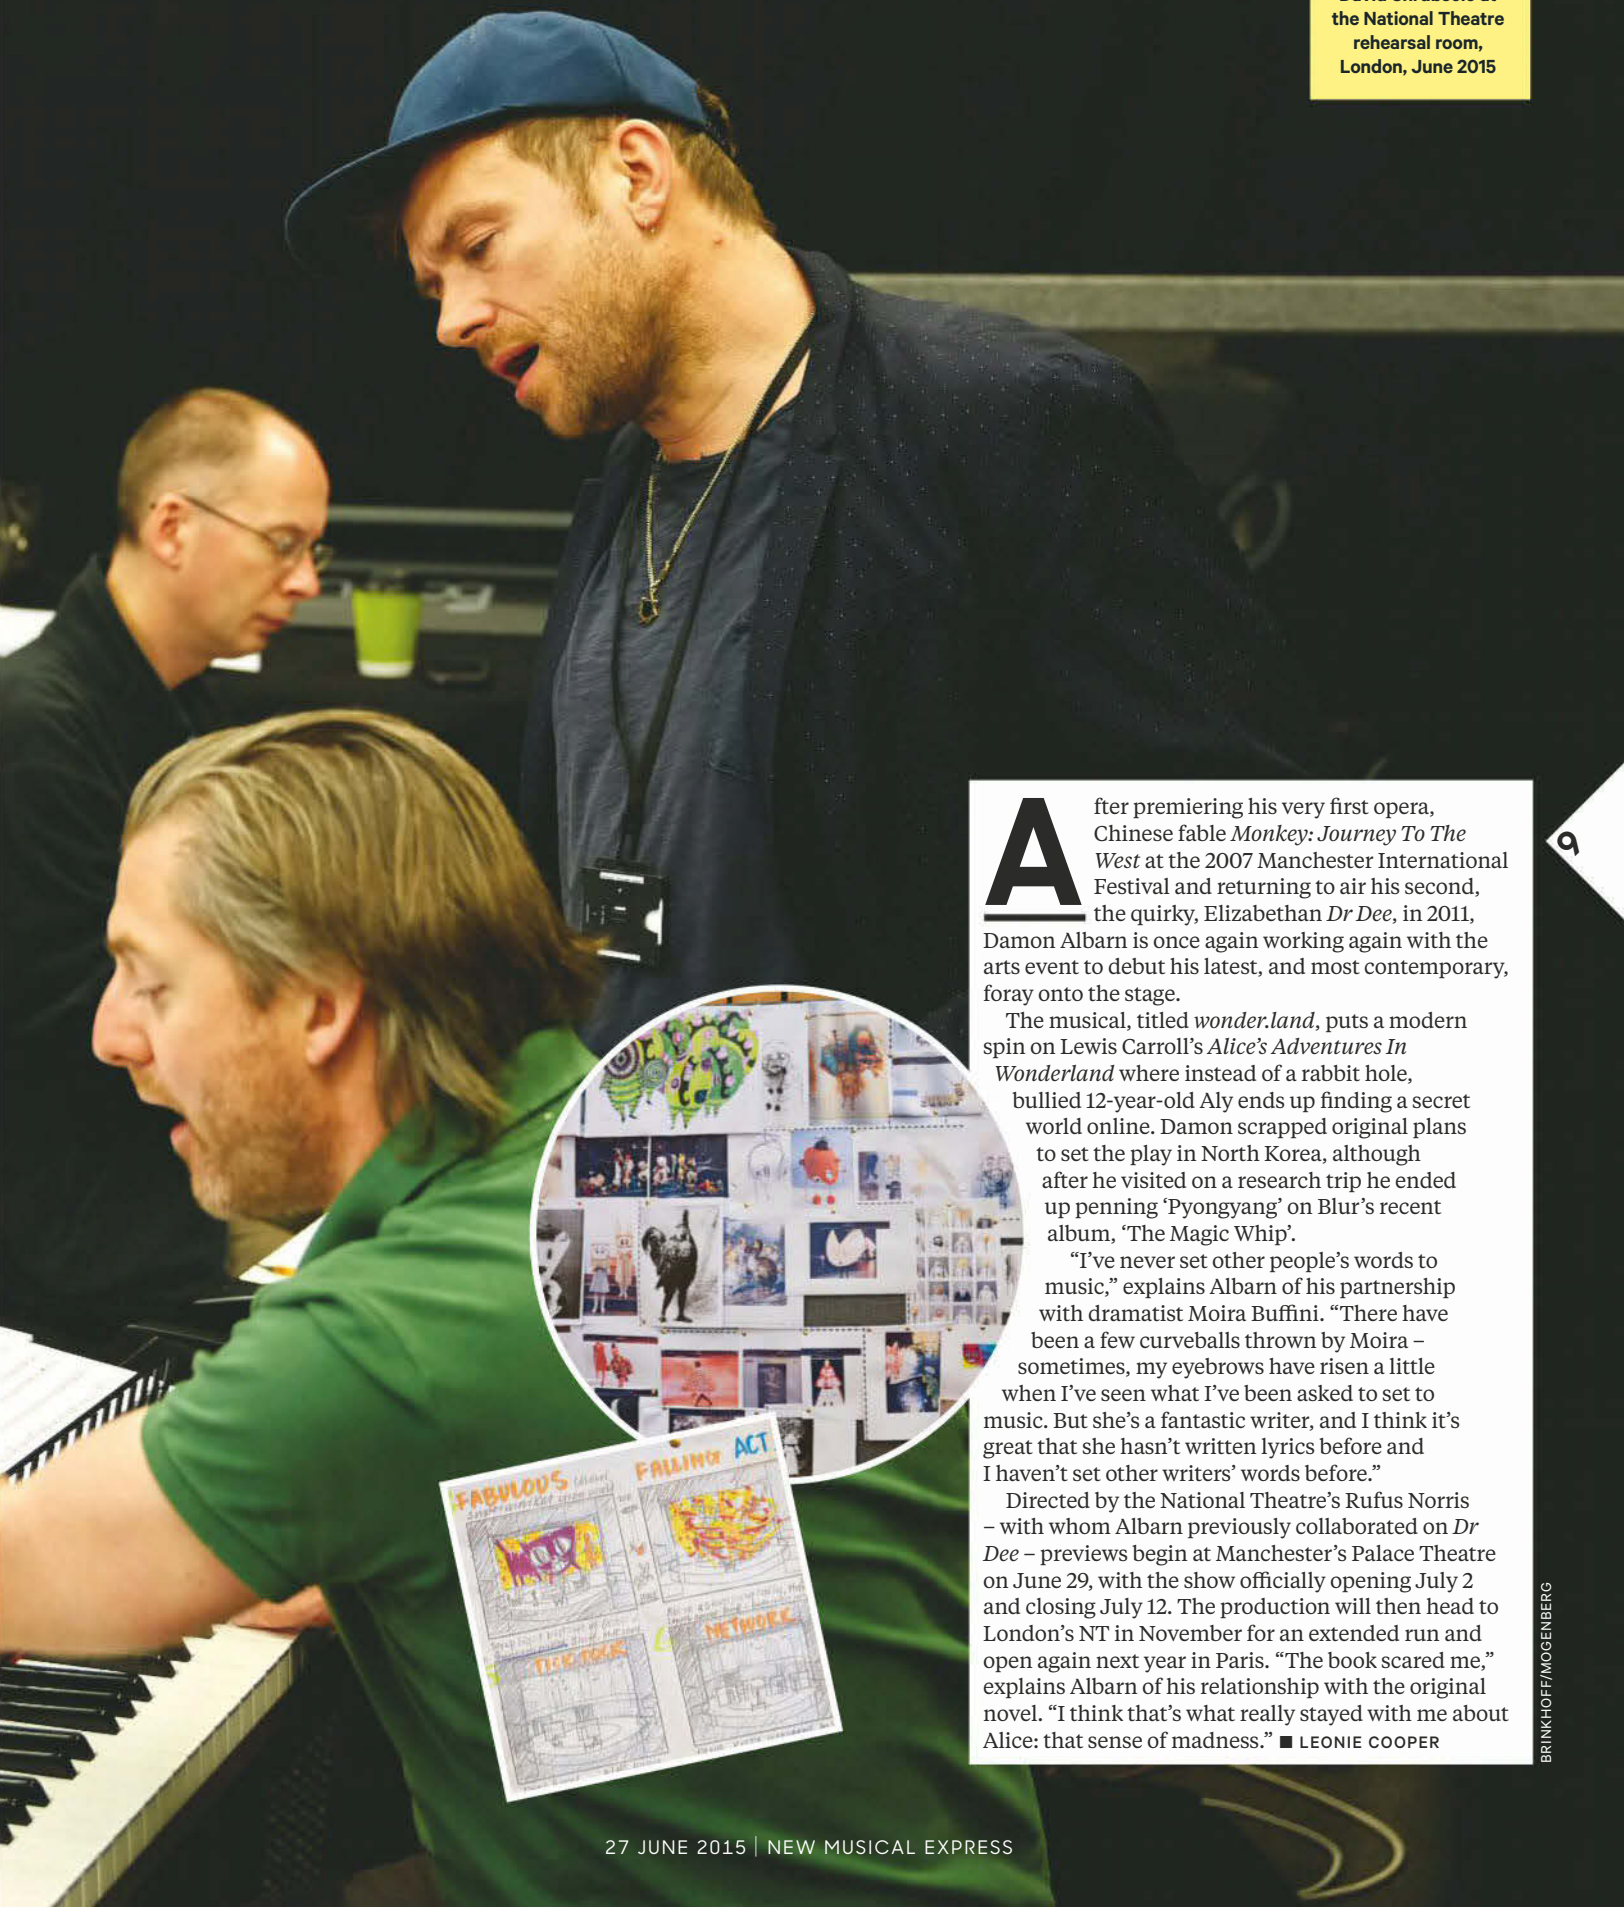 the National Theatre
rehearsal room,
London, June 2015
After premiering his very first opera,
Chinese fable Monkey: Journey To The
West at the 2007 Manchester International
Festival and returning to air his second,
the quirky, Elizabethan Dr Dee, in 2011,
Damon Albarn is once again working again with the
arts event to debut his latest, and most contemporary,
foray onto the stage.
The musical, titled wonder.land, puts a modern
spin on Lewis Carroll’s Alice’s Adventures In
Wonderland where instead of a rabbit hole,
bullied 12-year-old Aly ends up finding a secret
world online. Damon scrapped original plans
to set the play in North Korea, although
after he visited on a research trip he ended
up penning ‘Pyongyang’ on Blur’s recent
album, ‘The Magic Whip’.
“I’ve never set other people’s words to
music,” explains Albarn of his partnership
with dramatist Moira Buffini. “There have
been a few curveballs thrown by Moira –
sometimes, my eyebrows have risen a little
when I’ve seen what I’ve been asked to set to
music. But she’s a fantastic writer, and I think it’s
great that she hasn’t written lyrics before and
I haven’t set other writers’ words before.”
Directed by the National Theatre’s Rufus Norris
– with whom Albarn previously collaborated on Dr
Dee – previews begin at Manchester’s Palace Theatre
on June 29, with the show officially opening July 2
and closing July 12. The production will then head to
London’s NT in November for an extended run and
open again next year in Paris. “The book scared me,”
explains Albarn of his relationship with the original
novel. “I think that’s what really stayed with me about
Alice: that sense of madness.” ■ LEONIE COOPER
9
BRINKHOFF/MOGENBERG
FABULOUS
FALLING ACT
TICK TOCK
NETWORK
27 JUNE 2015 | NEW MUSICAL EXPRESS